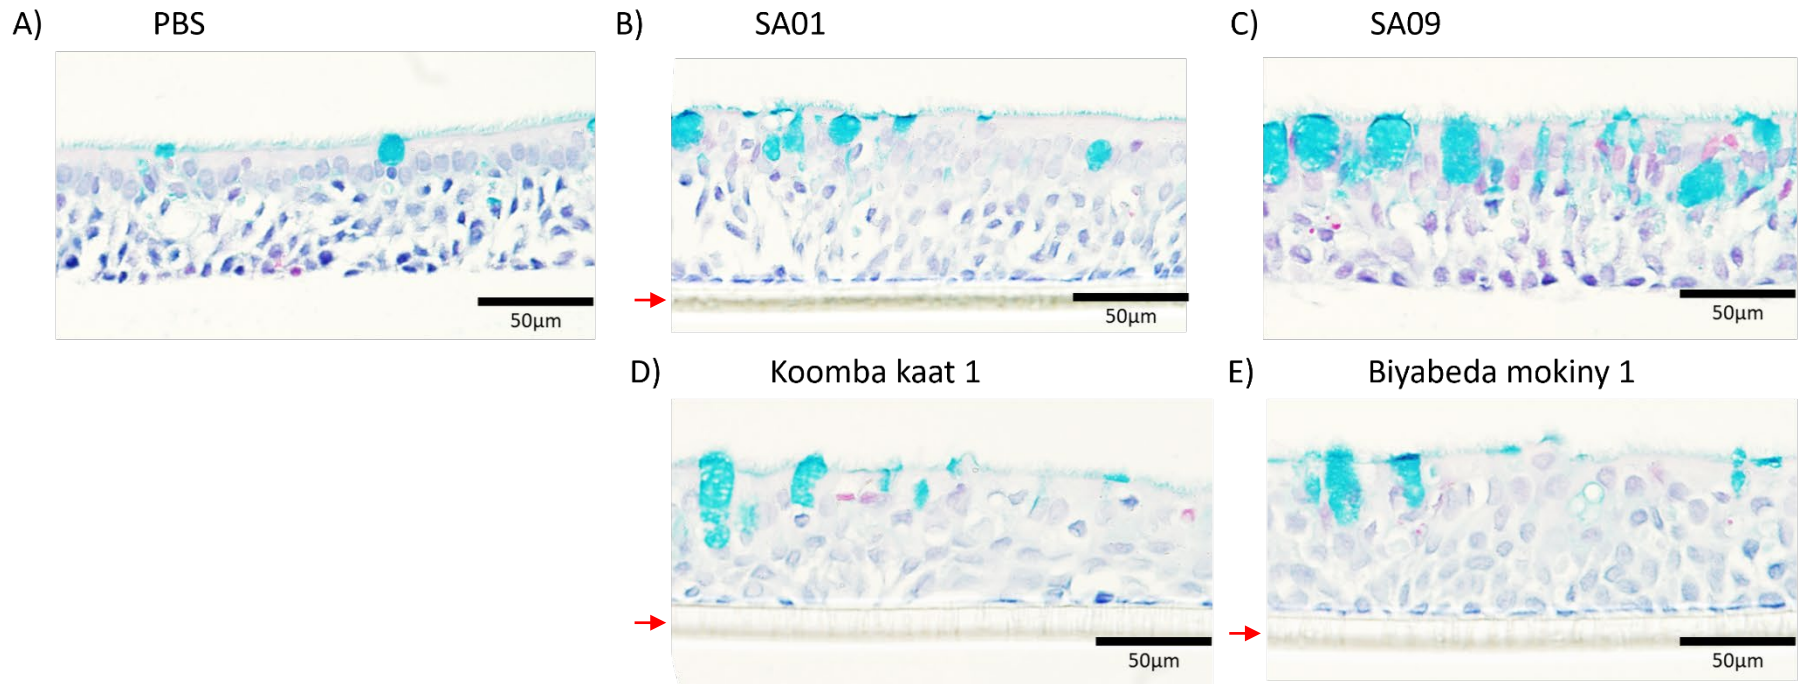 A) PBS
B) SA01
C) SA09
50μm
50μm
50μm
D) Koomba kaat 1
E) Biyabeda mokiny 1
50μm
50μm